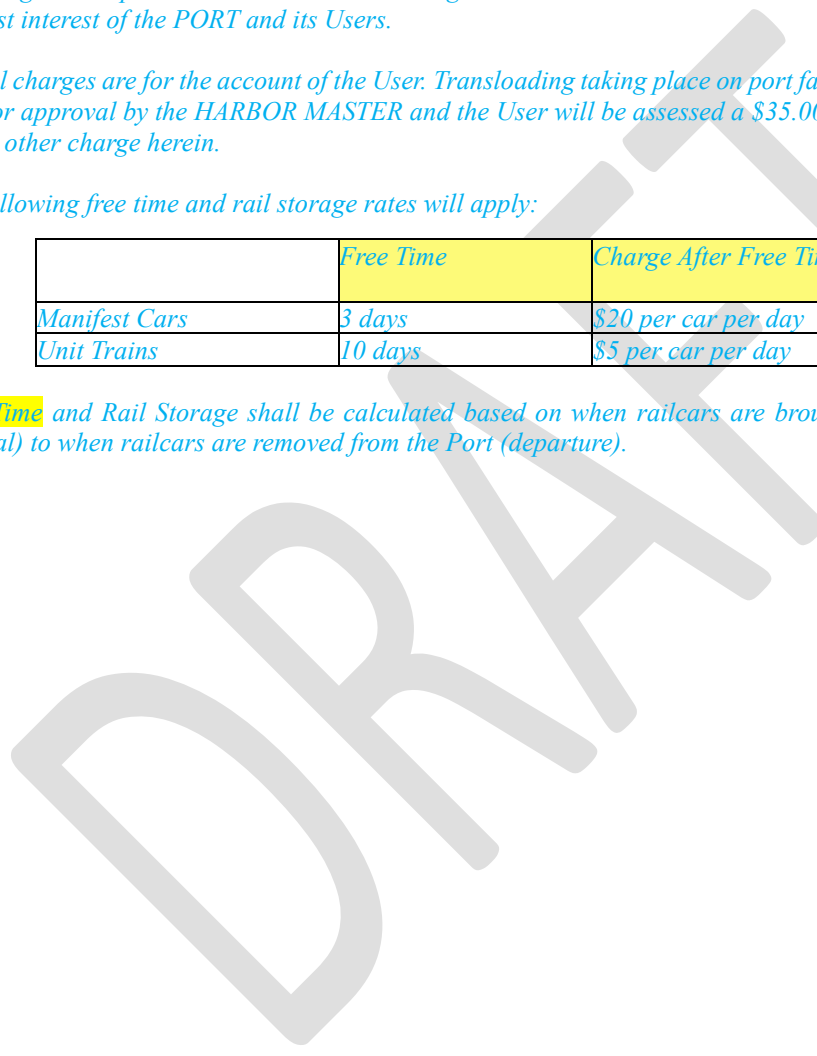 st interest of the PORT and its Users.
l charges are for the account of the User. Transloading taking place on port fa
or approval by the HARBOR MASTER and the User will be assessed a $35.00
other charge herein.
llowing free time and rail storage rates will apply:
Free Time Charge After Free Ti
Manifest Cars 3 days $20 per car per day
Unit Trains 10 days $5 per car per day
Time and Rail Storage shall be calculated based on when railcars are brou
al) to when railcars are removed from the Port (departure).
DRAFT